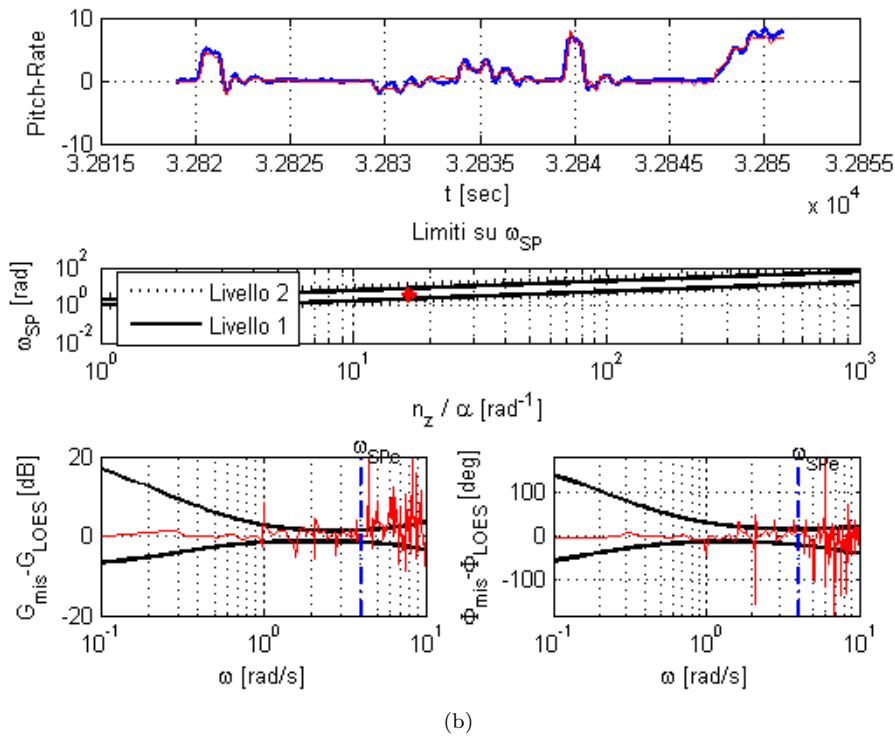 10
0
-10
Pitch-Rate
3.2815 3.282 3.2825 3.283 3.2835 3.284 3.2845 3.285 3.2855
t [sec]
x 10^4
Limiti su ω_SP
10^2
10^0
10^-2
ω_SP [rad]
Livello 2
Livello 1
10^0 10^1 10^2 10^3
n_z / α [rad^-1]
20
0
-20
G_mis-G_LOES [dB]
ω_SPe
10^-1 10^0 10^1
ω [rad/s]
100
0
-100
Φ_mis-Φ_LOES [deg]
ω_SPe
10^-1 10^0 10^1
ω [rad/s]
(b)